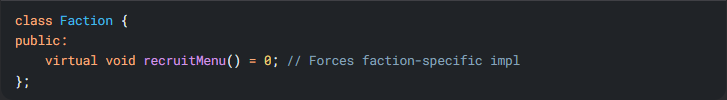 class Faction {
public:
    virtual void recruitMenu() = 0; // Forces faction-specific impl
};